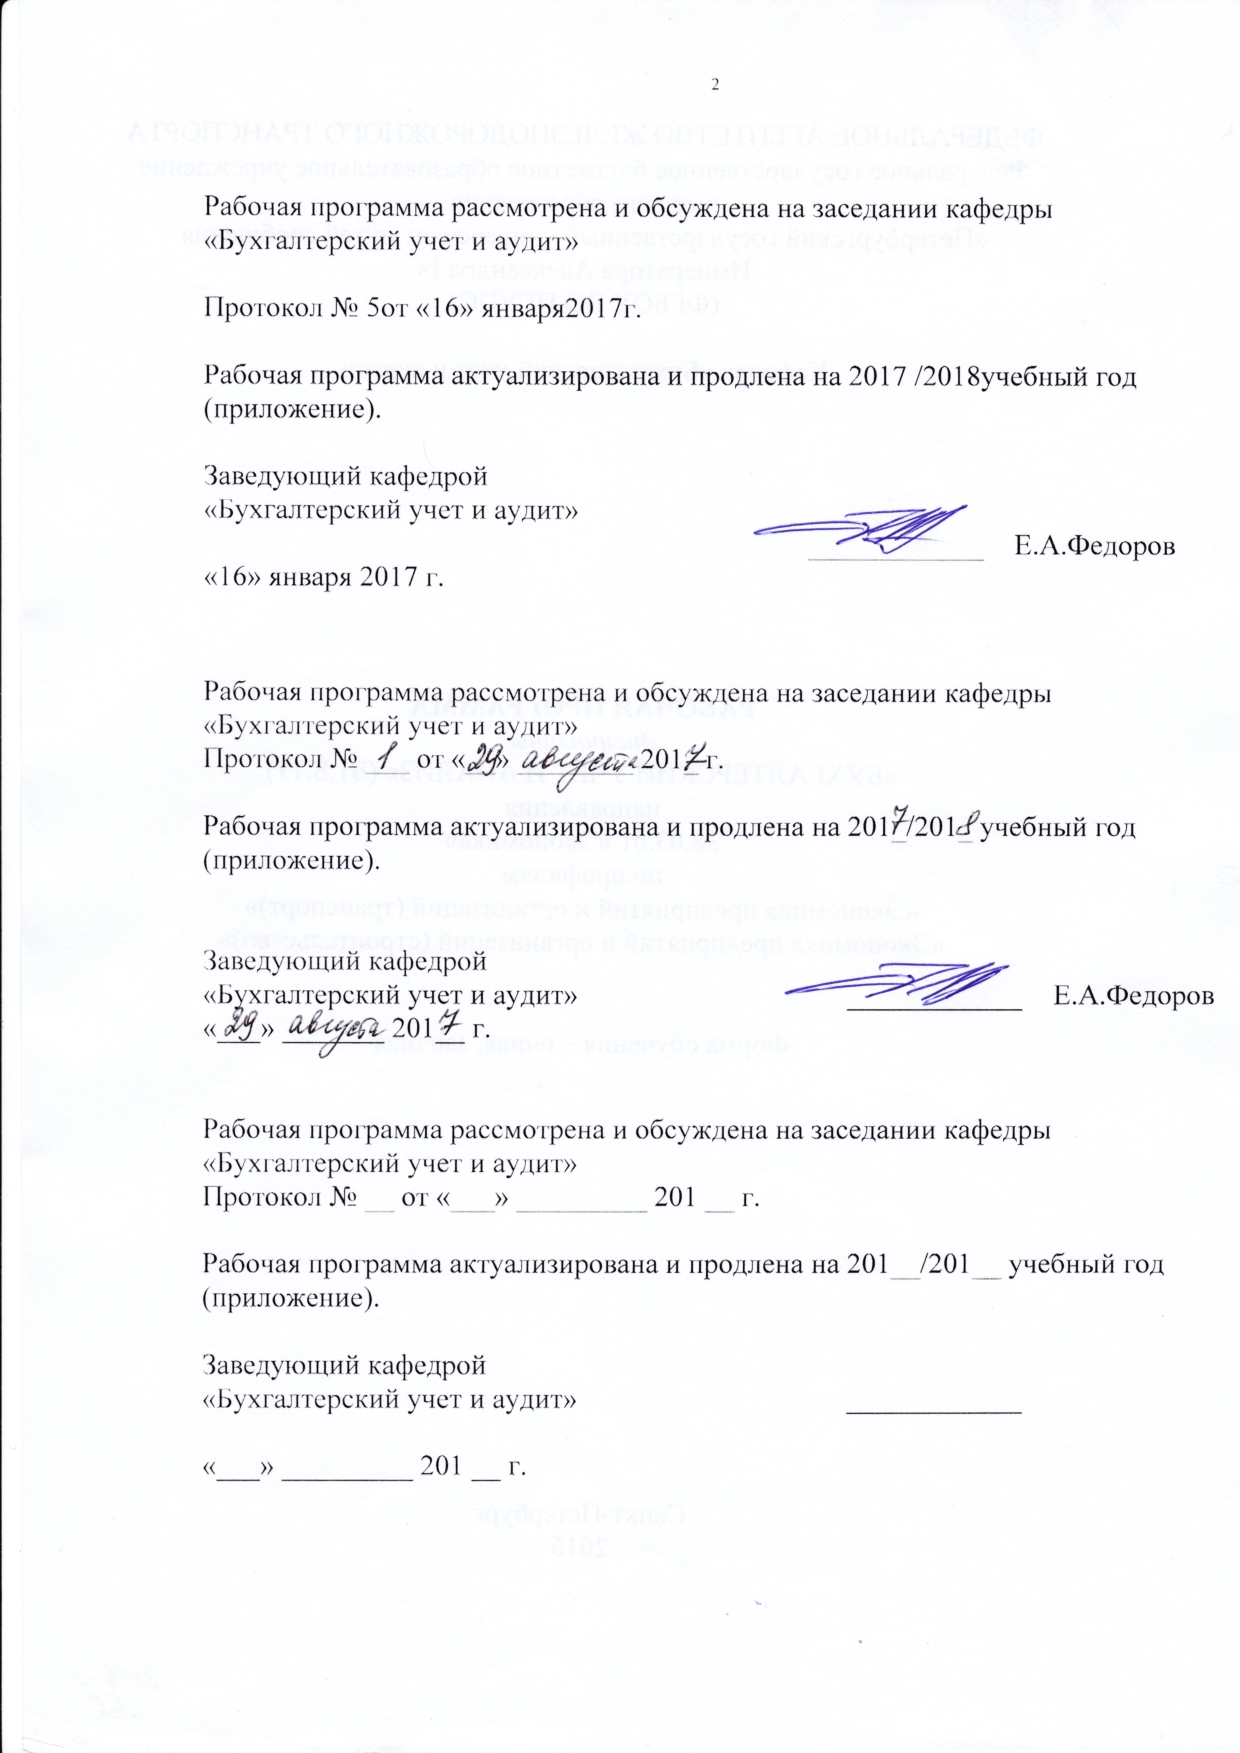 2
Рабочая программа рассмотрена и обсуждена на заседании кафедры
«Бухгалтерский учет и аудит»
Протокол № 5от «16» января2017г.
Рабочая программа актуализирована и продлена на 2017 /2018учебный год
(приложение).
Заведующий кафедрой
«Бухгалтерский учет и аудит»
Е.А.Федоров
«16» января 2017 г.
Рабочая программа рассмотрена и обсуждена на заседании кафедры
«Бухгалтерский учет и аудит»
Протокол № 1 от «29» августа 2017 г.
Рабочая программа актуализирована и продлена на 2017/2018 учебный год
(приложение).
Заведующий кафедрой
«Бухгалтерский учет и аудит» ____________ Е.А.Федоров
«29» августа 2017 г.
Рабочая программа рассмотрена и обсуждена на заседании кафедры
«Бухгалтерский учет и аудит»
Протокол № __ от «___» _________ 201 __ г.
Рабочая программа актуализирована и продлена на 201__/201__ учебный год
(приложение).
Заведующий кафедрой
«Бухгалтерский учет и аудит» ____________
«___» _________ 201 __ г.